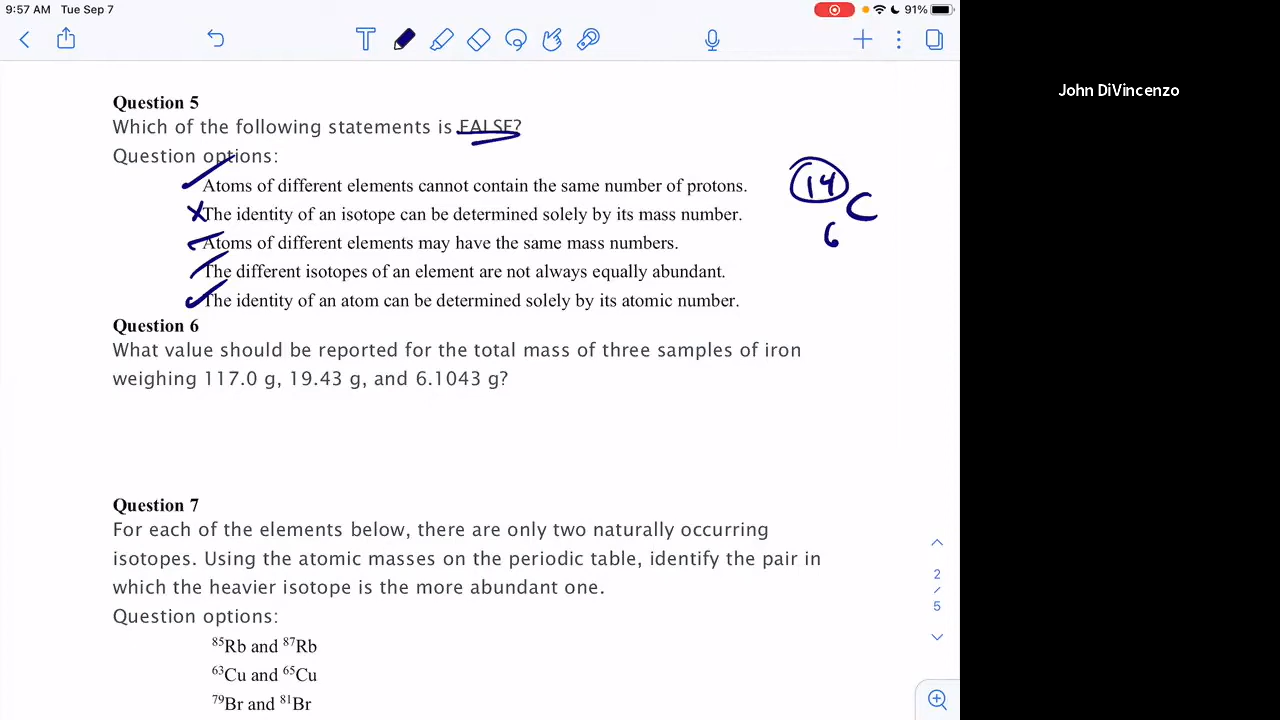 9:57 AM Tue Sep 7
91%
T
John DiVincenzo
Question 5
Which of the following statements is FALSE?
Question options:
Atoms of different elements cannot contain the same number of protons.
The identity of an isotope can be determined solely by its mass number.
Atoms of different elements may have the same mass numbers.
The different isotopes of an element are not always equally abundant.
The identity of an atom can be determined solely by its atomic number.
14
C
6
Question 6
What value should be reported for the total mass of three samples of iron
weighing 117.0 g, 19.43 g, and 6.1043 g?
Question 7
For each of the elements below, there are only two naturally occurring
isotopes. Using the atomic masses on the periodic table, identify the pair in
which the heavier isotope is the more abundant one.
Question options:
⁸⁵Rb and ⁸⁷Rb
⁶³Cu and ⁶⁵Cu
⁷⁹Br and ⁸¹Br
2
/
5